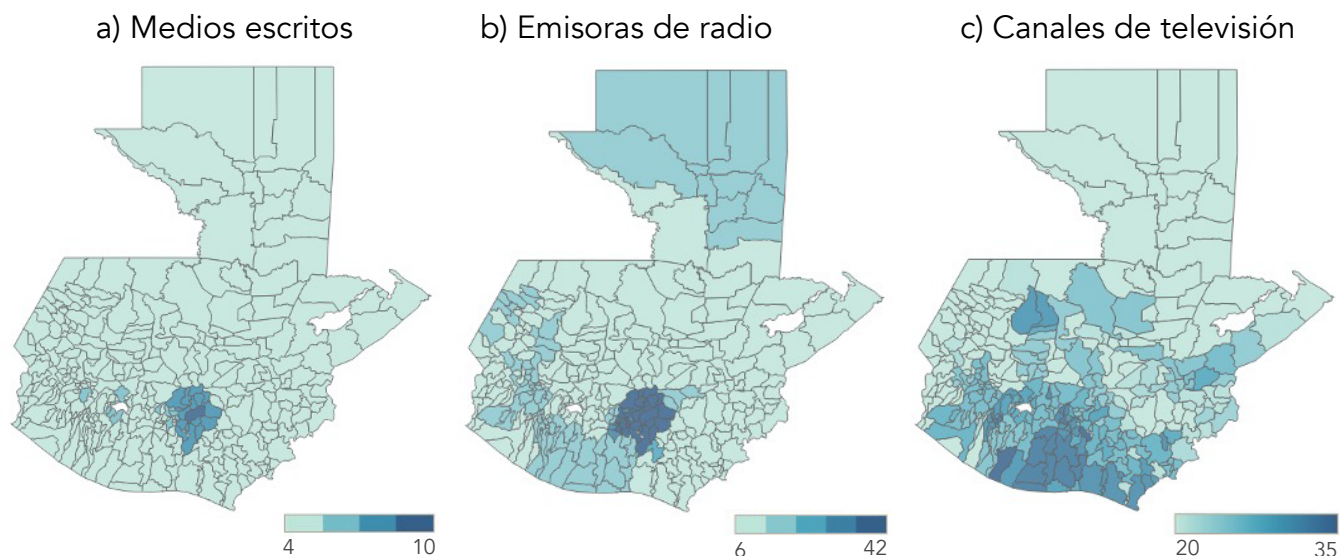 a) Medios escritos
b) Emisoras de radio
c) Canales de televisión
4 10
6 42
20 35